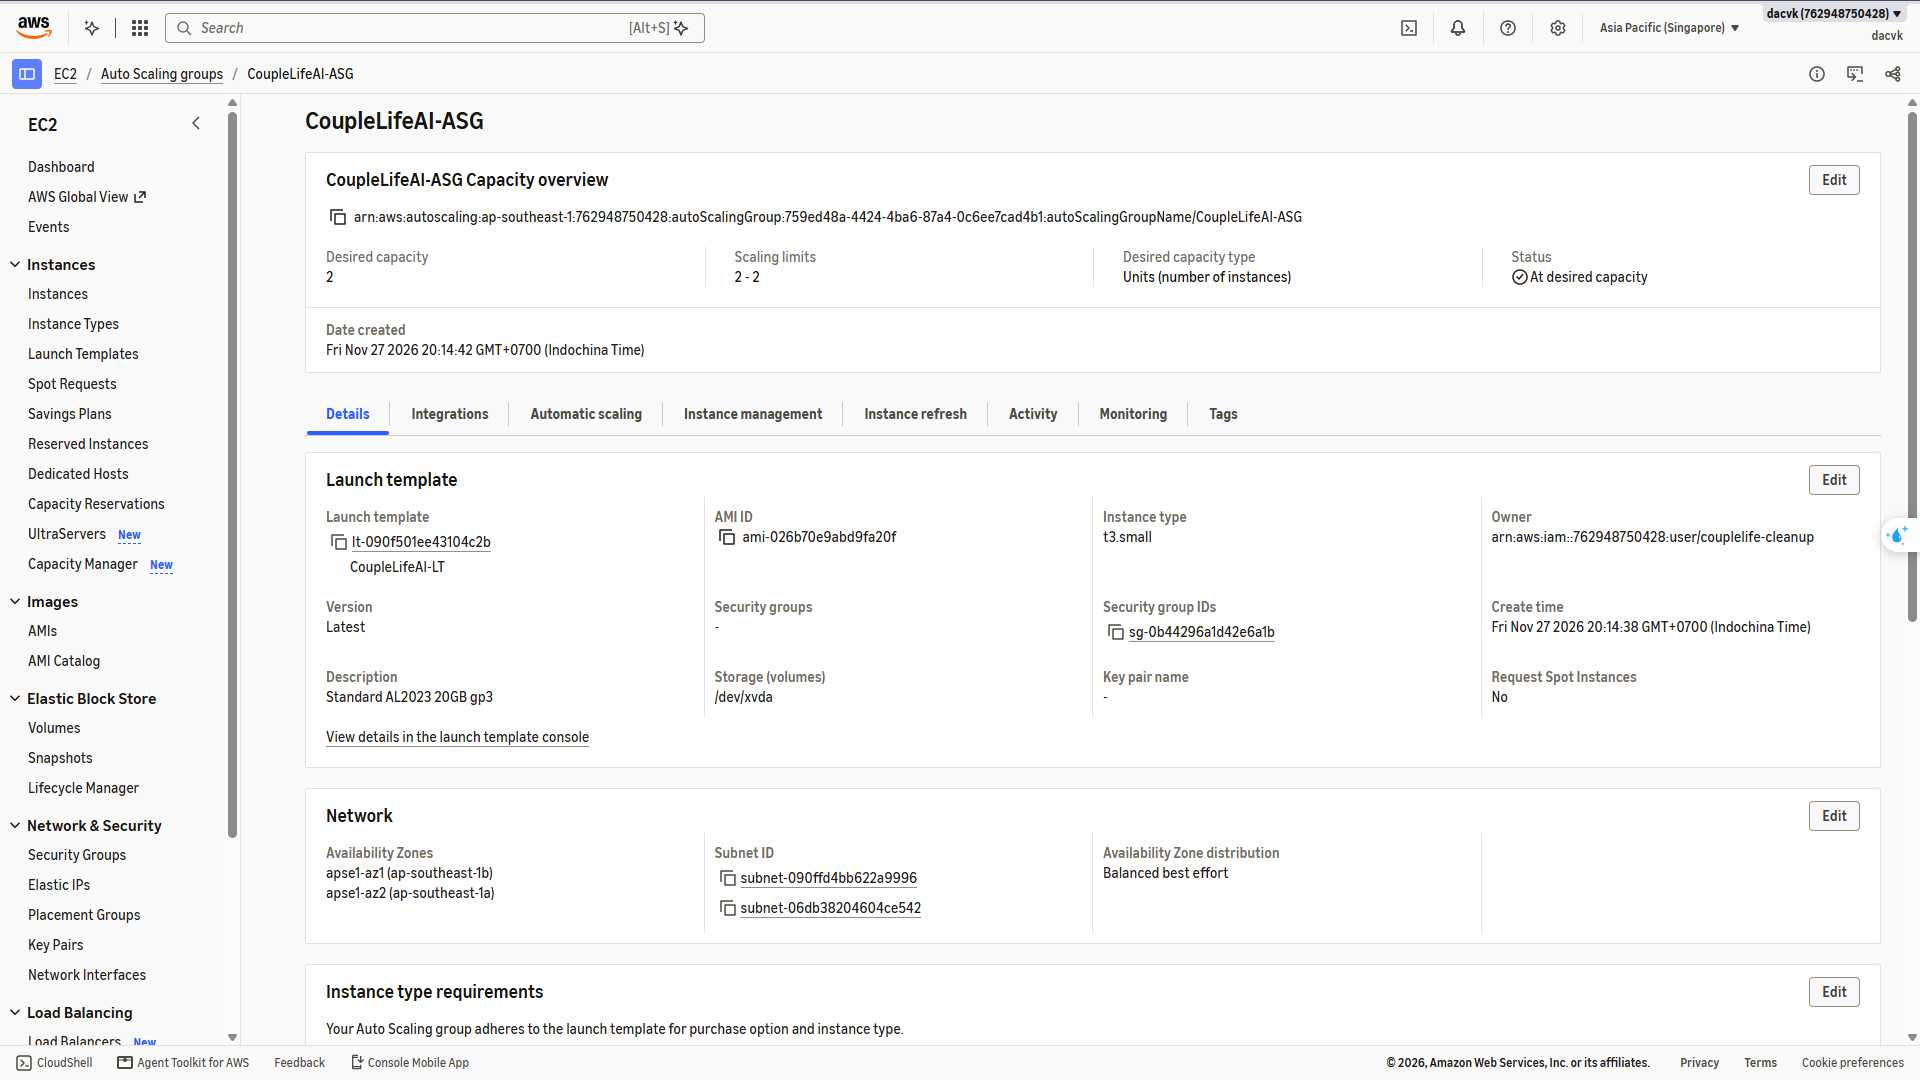 aws
Search
[Alt+S]
Asia Pacific (Singapore)
dacvk (762948750428)
dacvk
EC2 / Auto Scaling groups / CoupleLifeAI-ASG
EC2
Dashboard
AWS Global View
Events
Instances
Instances
Instance Types
Launch Templates
Spot Requests
Savings Plans
Reserved Instances
Dedicated Hosts
Capacity Reservations
UltraServers New
Capacity Manager New
Images
AMIs
AMI Catalog
Elastic Block Store
Volumes
Snapshots
Lifecycle Manager
Network & Security
Security Groups
Elastic IPs
Placement Groups
Key Pairs
Network Interfaces
Load Balancing
Load Balancers New
CoupleLifeAI-ASG
CoupleLifeAI-ASG Capacity overview
Edit
arn:aws:autoscaling:ap-southeast-1:762948750428:autoScalingGroup:759ed48a-4424-4ba6-87a4-0c6ee7cad4b1:autoScalingGroupName/CoupleLifeAI-ASG
Desired capacity
2
Scaling limits
2 - 2
Desired capacity type
Units (number of instances)
Status
At desired capacity
Date created
Fri Nov 27 2026 20:14:42 GMT+0700 (Indochina Time)
Details
Integrations
Automatic scaling
Instance management
Instance refresh
Activity
Monitoring
Tags
Launch template
Edit
Launch template
lt-090f501ee43104c2b
CoupleLifeAI-LT
AMI ID
ami-026b70e9abd9fa20f
Instance type
t3.small
Owner
arn:aws:iam::762948750428:user/couplelife-cleanup
Version
Latest
Security groups
-
Security group IDs
sg-0b44296a1d42e6a1b
Create time
Fri Nov 27 2026 20:14:38 GMT+0700 (Indochina Time)
Description
Standard AL2023 20GB gp3
Storage (volumes)
/dev/xvda
Key pair name
-
Request Spot Instances
No
View details in the launch template console
Network
Edit
Availability Zones
apse1-az1 (ap-southeast-1b)
apse1-az2 (ap-southeast-1a)
Subnet ID
subnet-090ffd4bb622a9996
subnet-06db38204604ce542
Availability Zone distribution
Balanced best effort
Instance type requirements
Edit
Your Auto Scaling group adheres to the launch template for purchase option and instance type.
CloudShell
Agent Toolkit for AWS
Feedback
Console Mobile App
© 2026, Amazon Web Services, Inc. or its affiliates.
Privacy
Terms
Cookie preferences